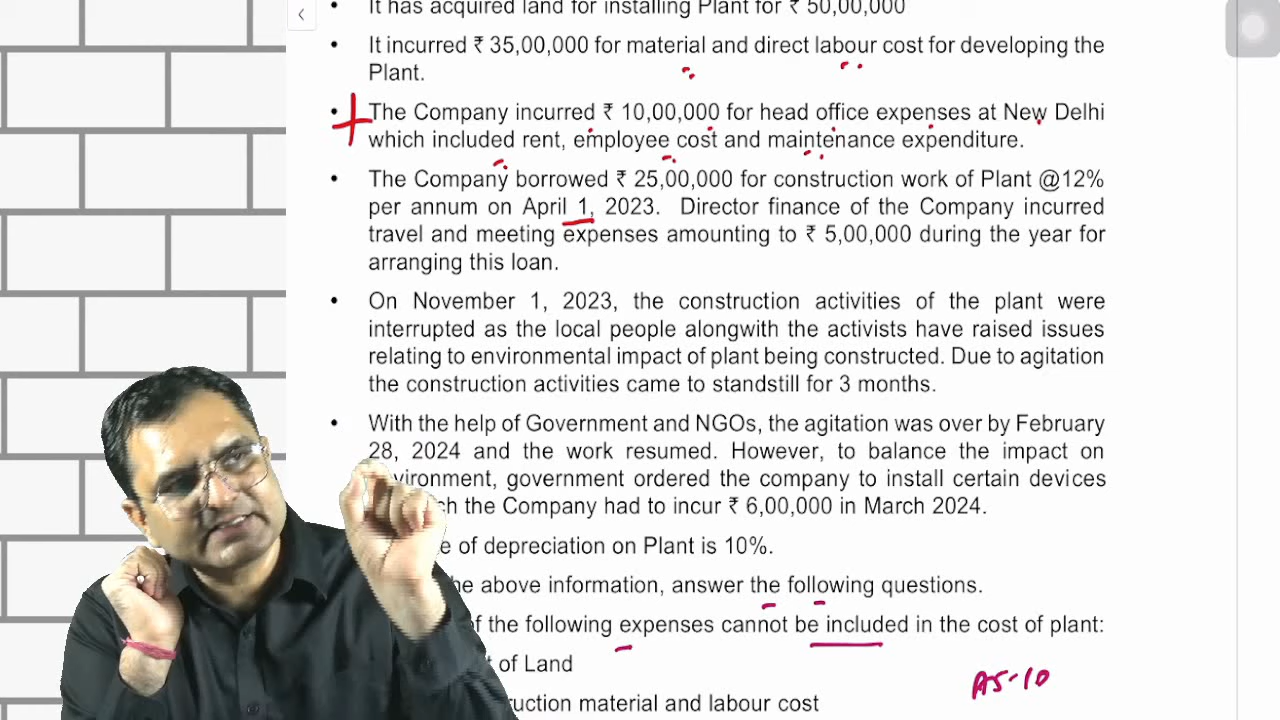 It has acquired land for installing Plant for ₹ 50,00,000
• It incurred ₹ 35,00,000 for material and direct labour cost for developing the
Plant.
• The Company incurred ₹ 10,00,000 for head office expenses at New Delhi
which included rent, employee cost and maintenance expenditure.
• The Company borrowed ₹ 25,00,000 for construction work of Plant @12%
per annum on April 1, 2023. Director finance of the Company incurred
travel and meeting expenses amounting to ₹ 5,00,000 during the year for
arranging this loan.
• On November 1, 2023, the construction activities of the plant were
interrupted as the local people alongwith the activists have raised issues
relating to environmental impact of plant being constructed. Due to agitation
the construction activities came to standstill for 3 months.
• With the help of Government and NGOs, the agitation was over by February
28, 2024 and the work resumed. However, to balance the impact on
government ordered the company to install certain devices
the Company had to incur ₹ 6,00,000 in March 2024.
of depreciation on Plant is 10%.
above information, answer the following questions.
of the following expenses cannot be included in the cost of plant:
of Land
material and labour cost
AS-10